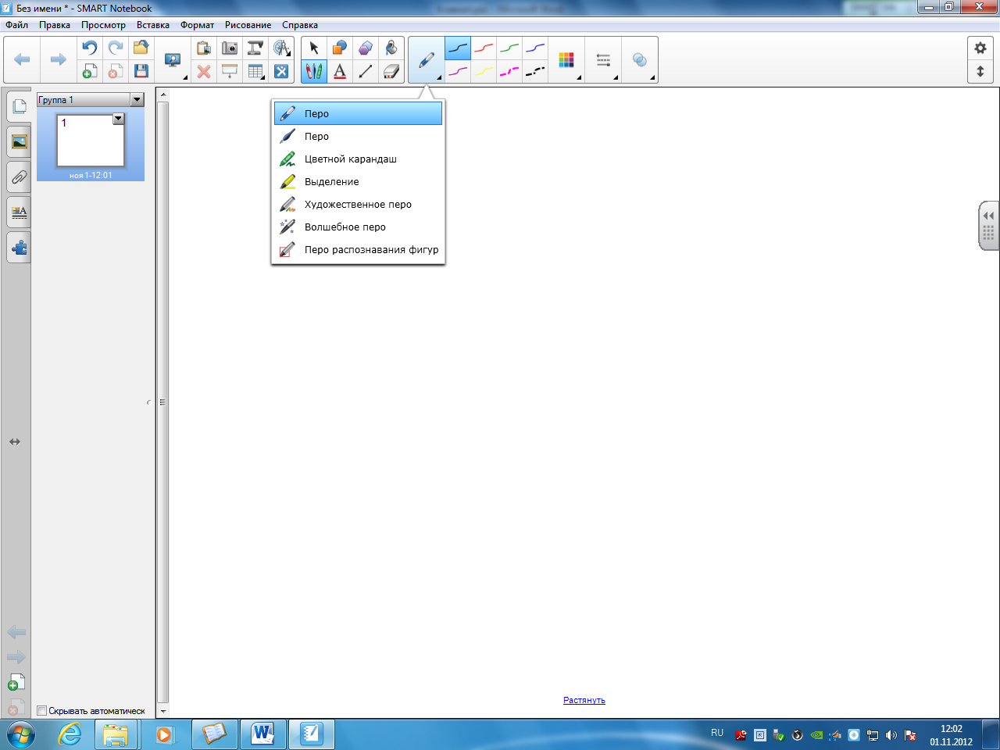 Без имени * - SMART Notebook
Файл Правка Просмотр Вставка Формат Рисование Справка
Группа 1
1
ноя 1-12:01
Перо
Перо
Цветной карандаш
Выделение
Художественное перо
Волшебное перо
Перо распознавания фигур
Растянуть
Скрывать автоматическ
RU
12:02
01.11.2012